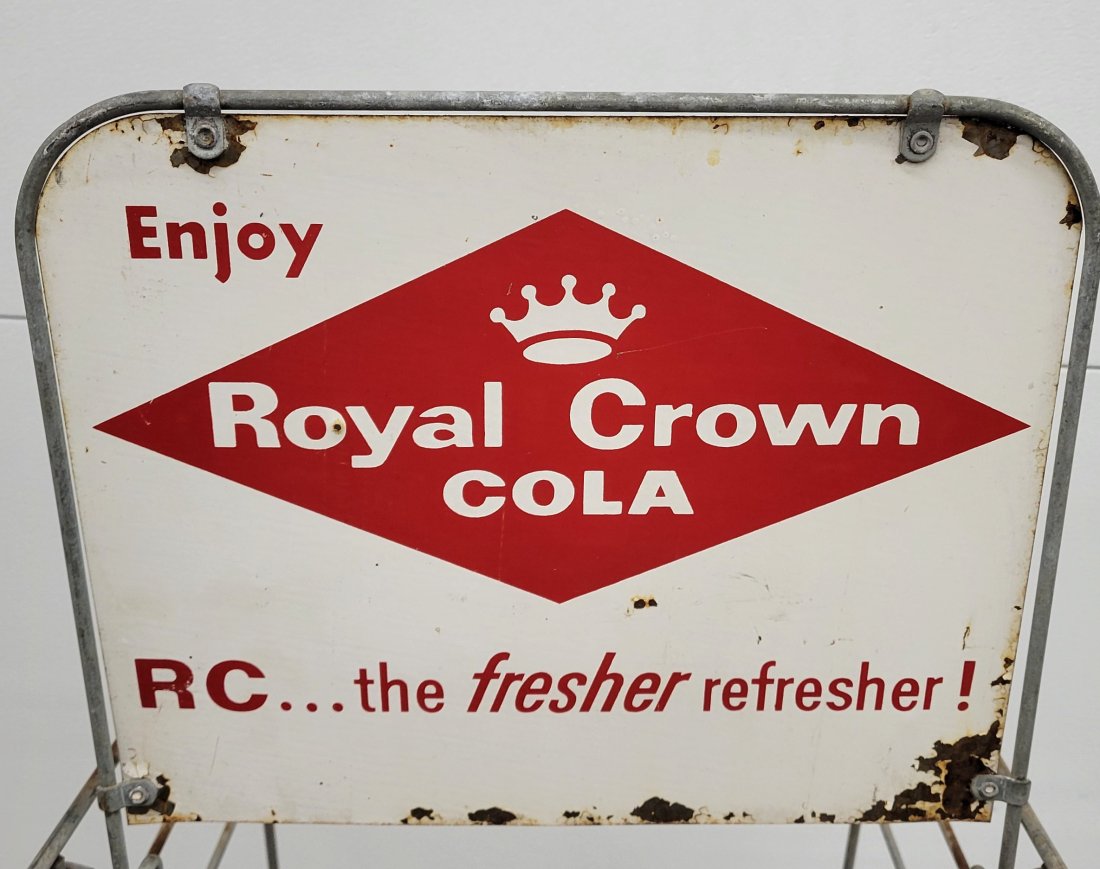 Enjoy
Royal Crown
COLA
RC...the fresher refresher!